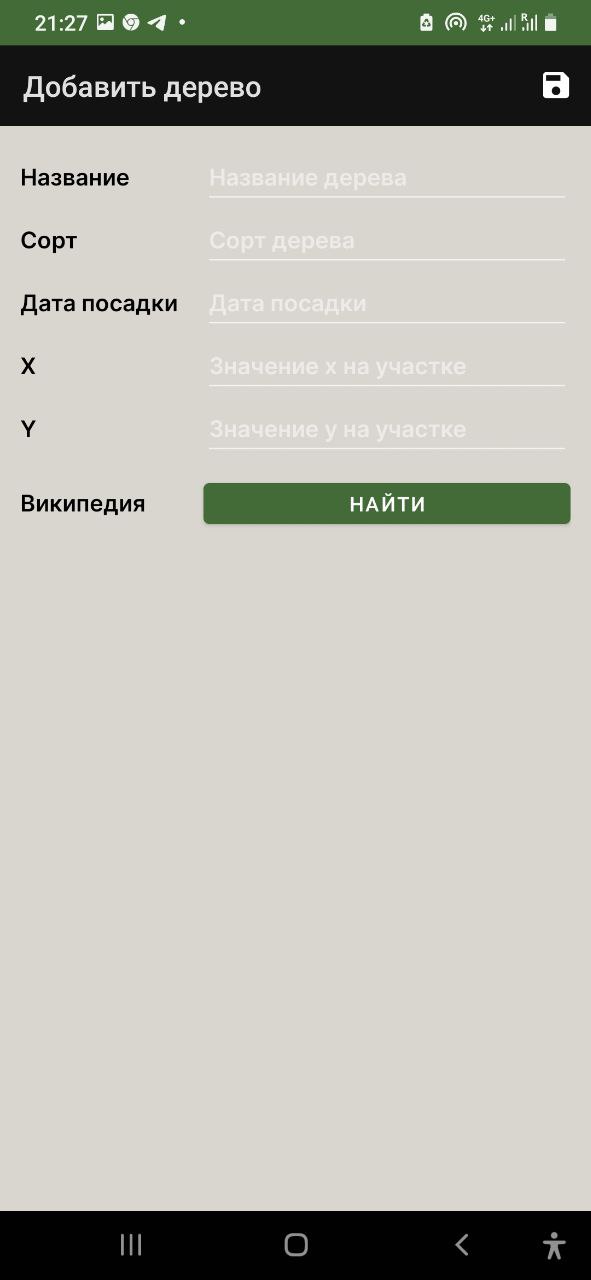 21:27 4G+ R
Добавить дерево
Название Название дерева
Сорт Сорт дерева
Дата посадки Дата посадки
X Значение x на участке
Y Значение y на участке
Википедия НАЙТИ